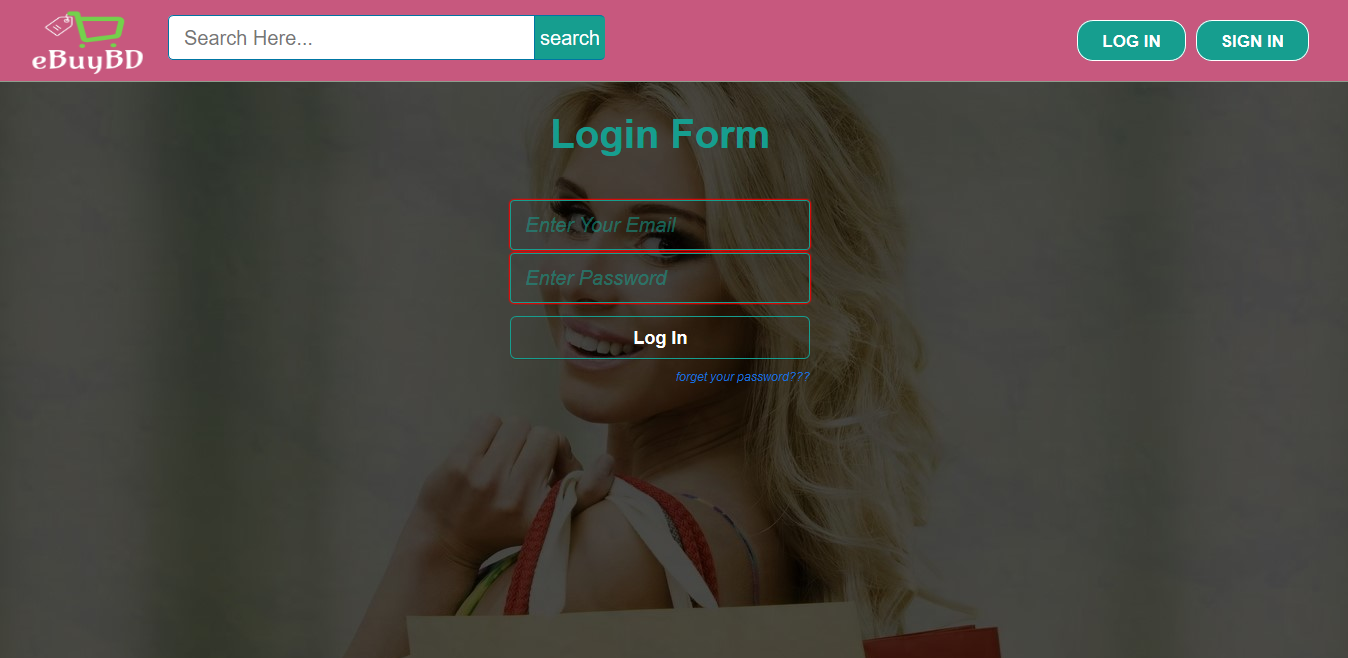 eBuyBD
Search Here...
search
LOG IN
SIGN IN
Login Form
Enter Your Email
Enter Password
Log In
forget your password???